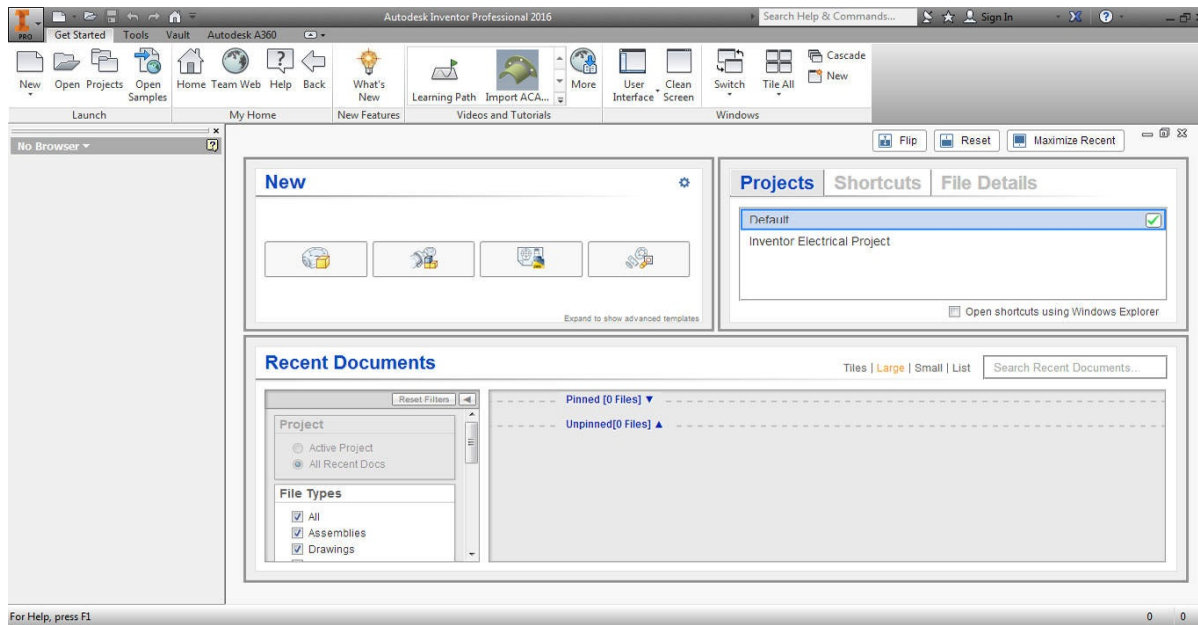 Autodesk Inventor Professional 2016
Search Help & Commands...
Sign In
PRO
Get Started Tools Vault Autodesk A360
New Open Projects Open Samples
Home Team Web Help Back
What's New
Learning Path Import ACA... More
User Interface Clean Screen
Switch Tile All
Cascade
New
Launch My Home New Features Videos and Tutorials Windows
No Browser
Flip Reset Maximize Recent
New
Expand to show advanced templates
Projects Shortcuts File Details
Default
Inventor Electrical Project
Open shortcuts using Windows Explorer
Recent Documents
Tiles | Large | Small | List
Search Recent Documents...
Reset Filters
Project
Active Project
All Recent Docs
File Types
All
Assemblies
Drawings
Pinned [0 Files]
Unpinned[0 Files]
For Help, press F1
0 0